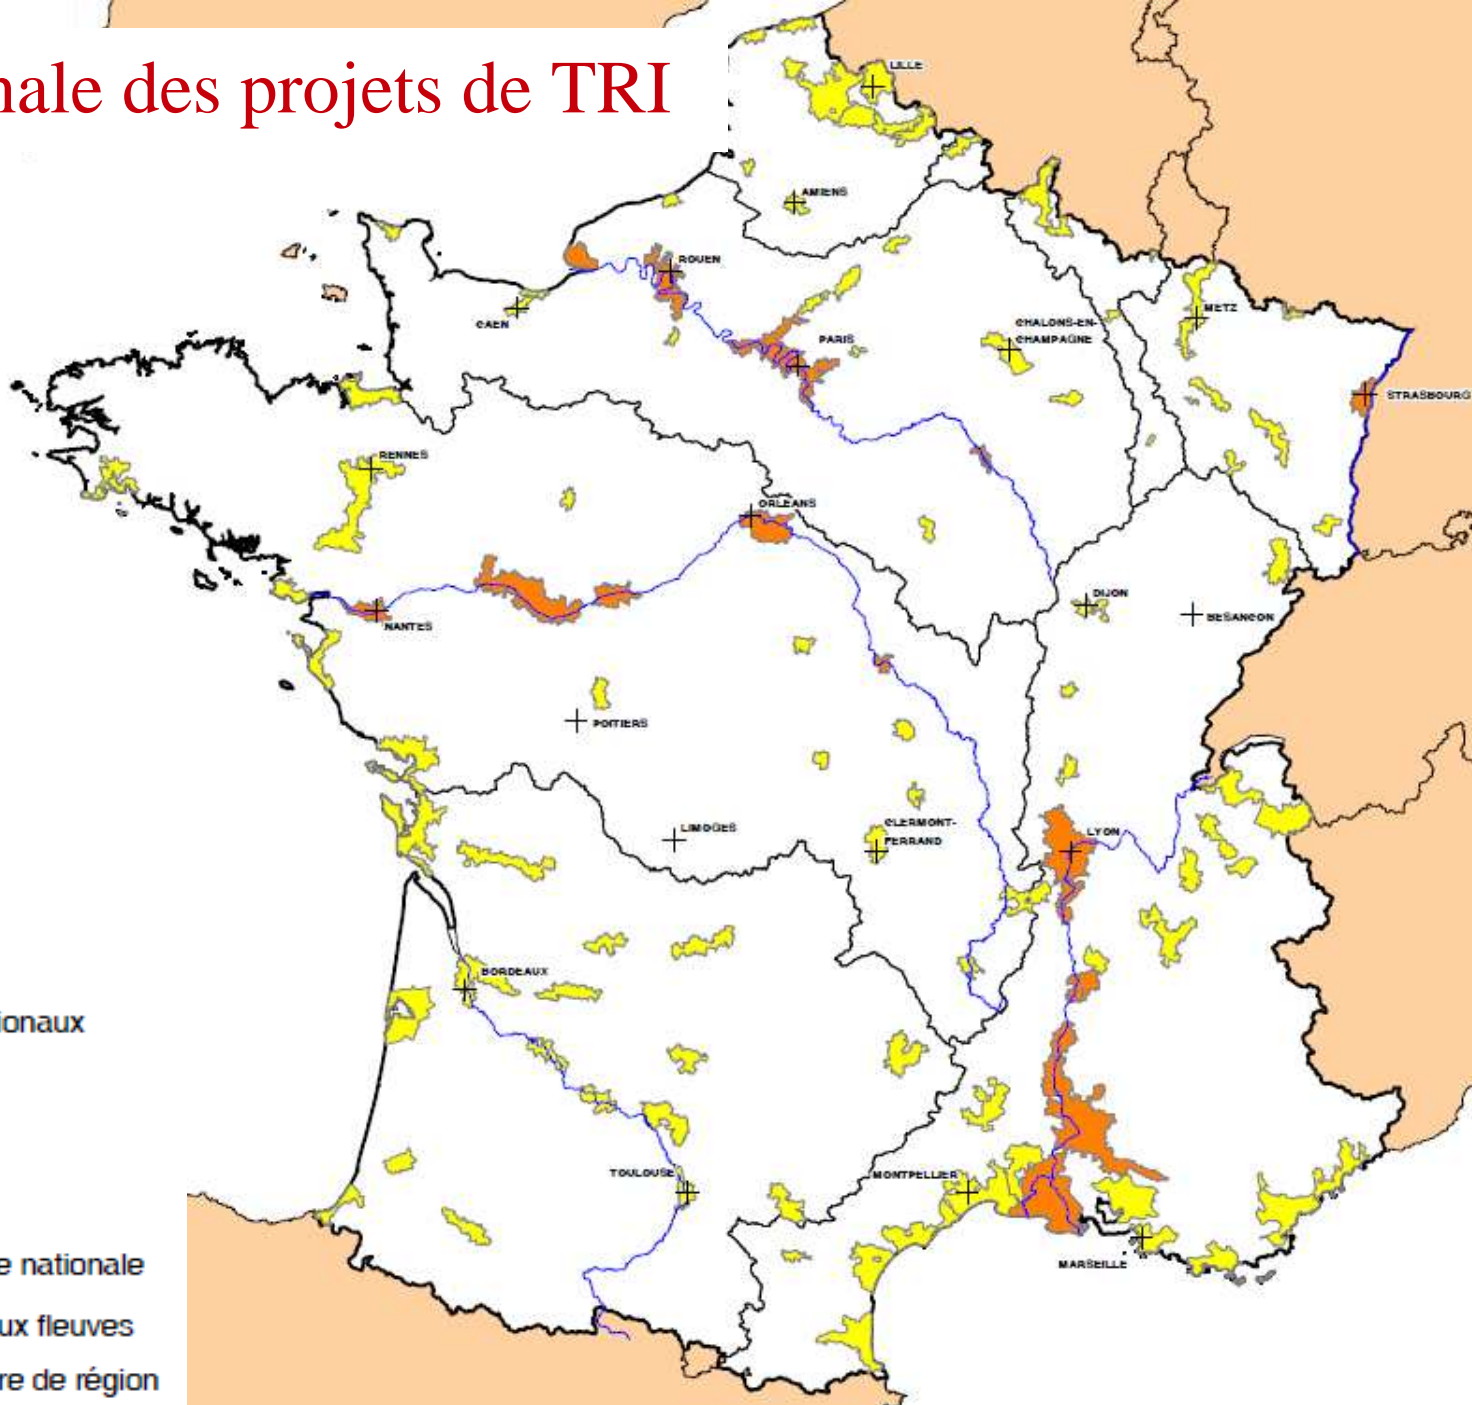 nale des projets de TRI
LILLE
AMIENS
ROUEN
CAEN
PARIS
CHALONS-EN-
CHAMPAGNE
METZ
STRASBOURG
RENNES
ORLEANS
NANTES
DIJON
BESANCON
POITIERS
LIMOGES
CLERMONT-
FERRAND
LYON
BORDEAUX
ionaux
TOULOUSE
MONTPELLIER
MARSEILLE
e nationale
ux fleuves
re de région